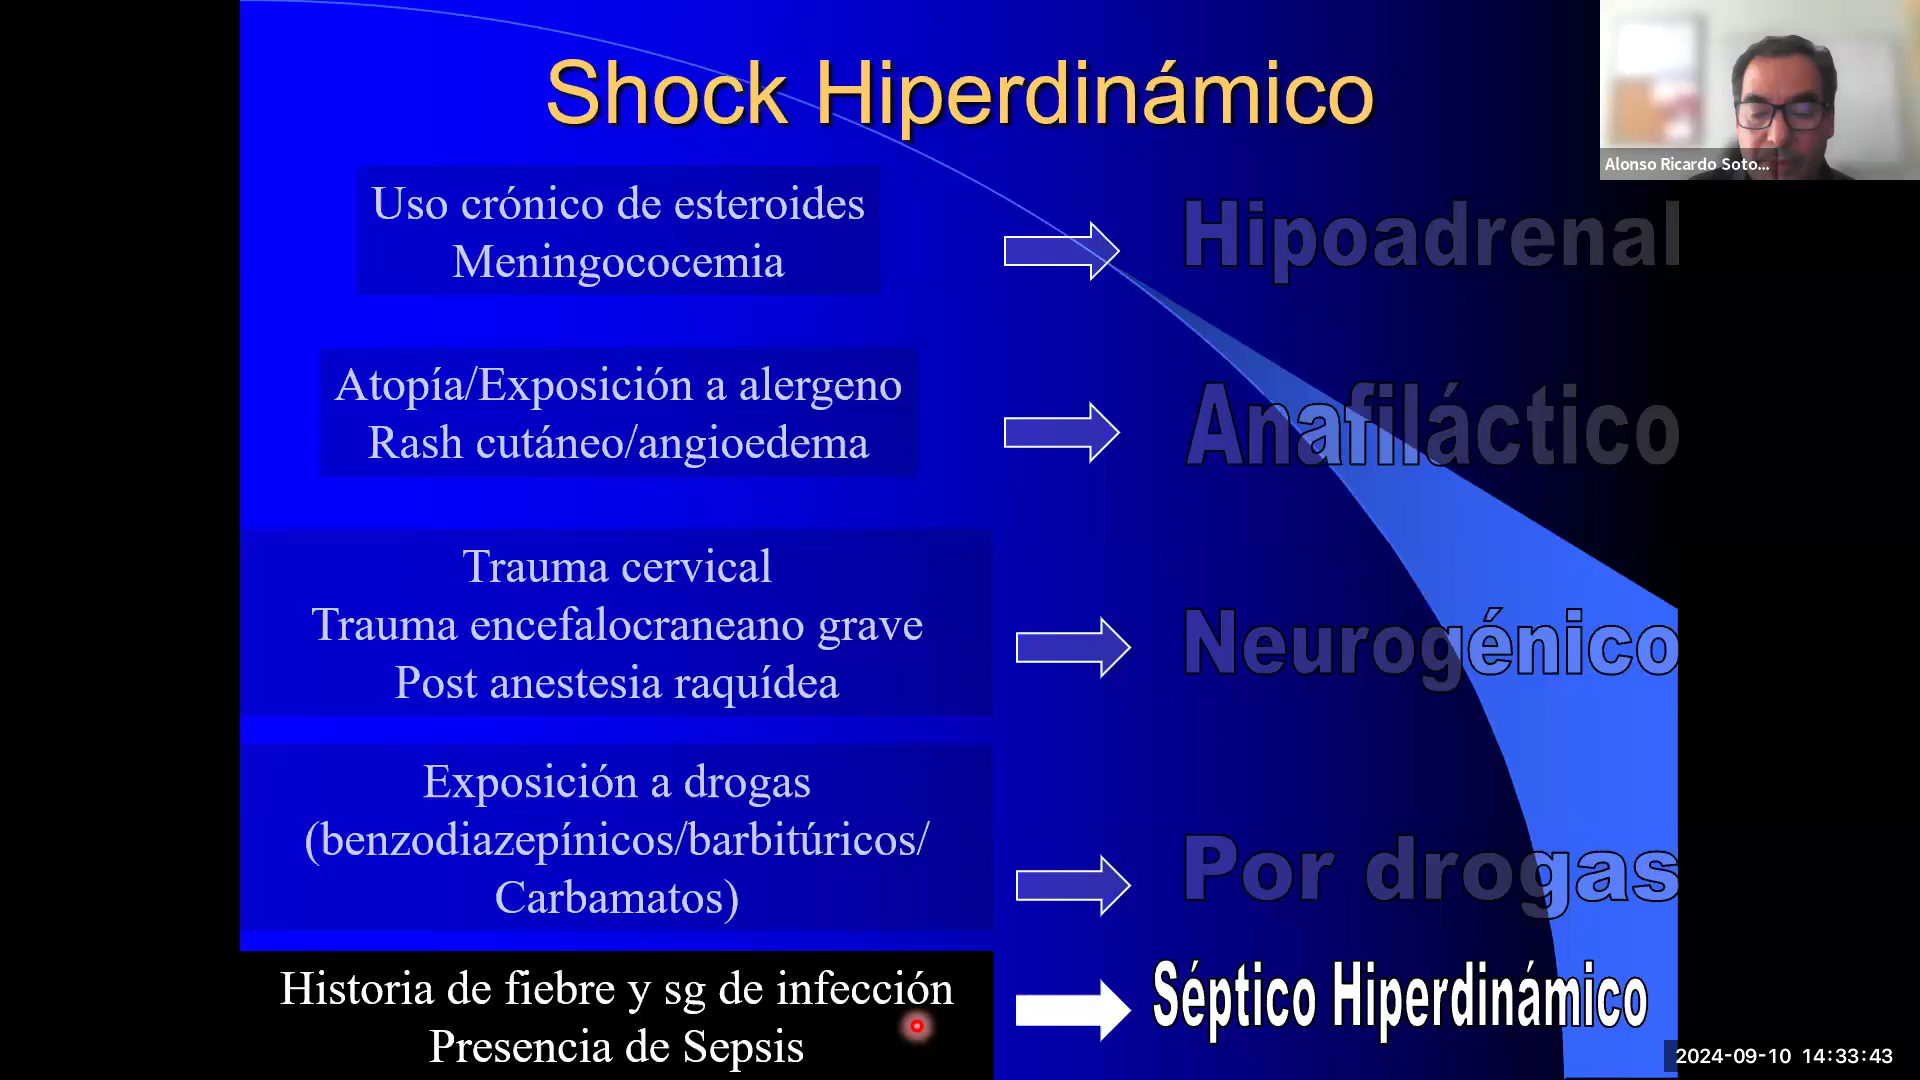 Shock Hiperdinámico
Alonso Ricardo Soto...
Uso crónico de esteroides
Meningococemia
Hipoadrenal
Atopía/Exposición a alergeno
Rash cutáneo/angioedema
Anafiláctico
Trauma cervical
Trauma encefalocraneano grave
Post anestesia raquídea
Neurogénico
Exposición a drogas
(benzodiazepínicos/barbitúricos/
Carbamatos)
Por drogas
Historia de fiebre y sg de infección
Presencia de Sepsis
Séptico Hiperdinámico
2024-09-10 14:33:43